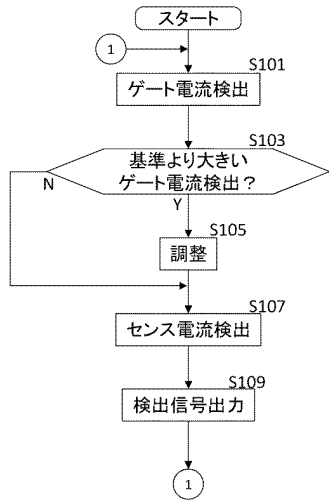 スタート
1
S101
ゲート電流検出
S103
基準より大きい
ゲート電流検出?
N
Y
S105
調整
S107
センス電流検出
S109
検出信号出力
1